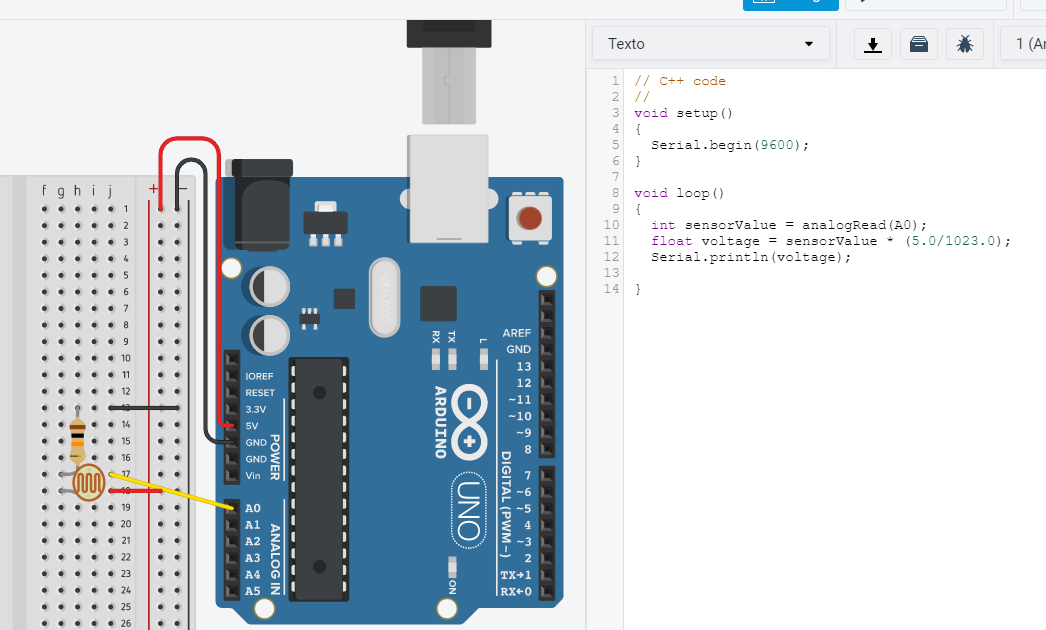 Texto
1 (Ar
1 // C++ code
2 //
3 void setup()
4 {
5 Serial.begin(9600);
6 }
7
8 void loop()
9 {
10 int sensorValue = analogRead(A0);
11 float voltage = sensorValue * (5.0/1023.0);
12 Serial.println(voltage);
13
14 }
f g h i j
+ −
1
2
3
4
5
6
7
8
9
10
11
12
13
14
15
16
17
18
19
20
21
22
23
24
25
26
IOREF
RESET
3.3V
5V
GND
GND
Vin
POWER
A0
A1
A2
A3
A4
A5
ANALOG IN
RX TX L
ARDUINO
UNO
ON
AREF
GND
13
12
~11
~10
~9
8
7
~6
~5
4
~3
2
TX→1
RX←0
DIGITAL (PWM~)